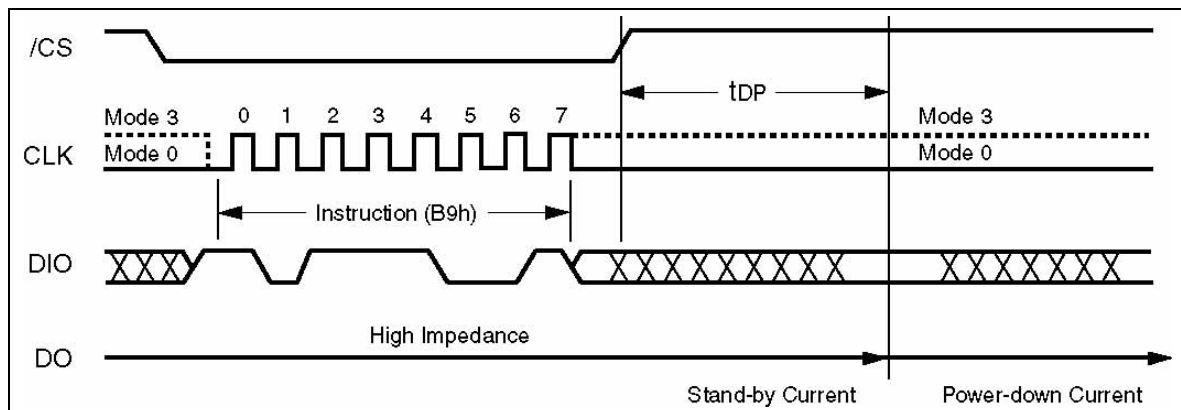 /CS
tDP
Mode 3 0 1 2 3 4 5 6 7 Mode 3
CLK Mode 0 Mode 0
Instruction (B9h)
DIO
High Impedance
DO
Stand-by Current Power-down Current